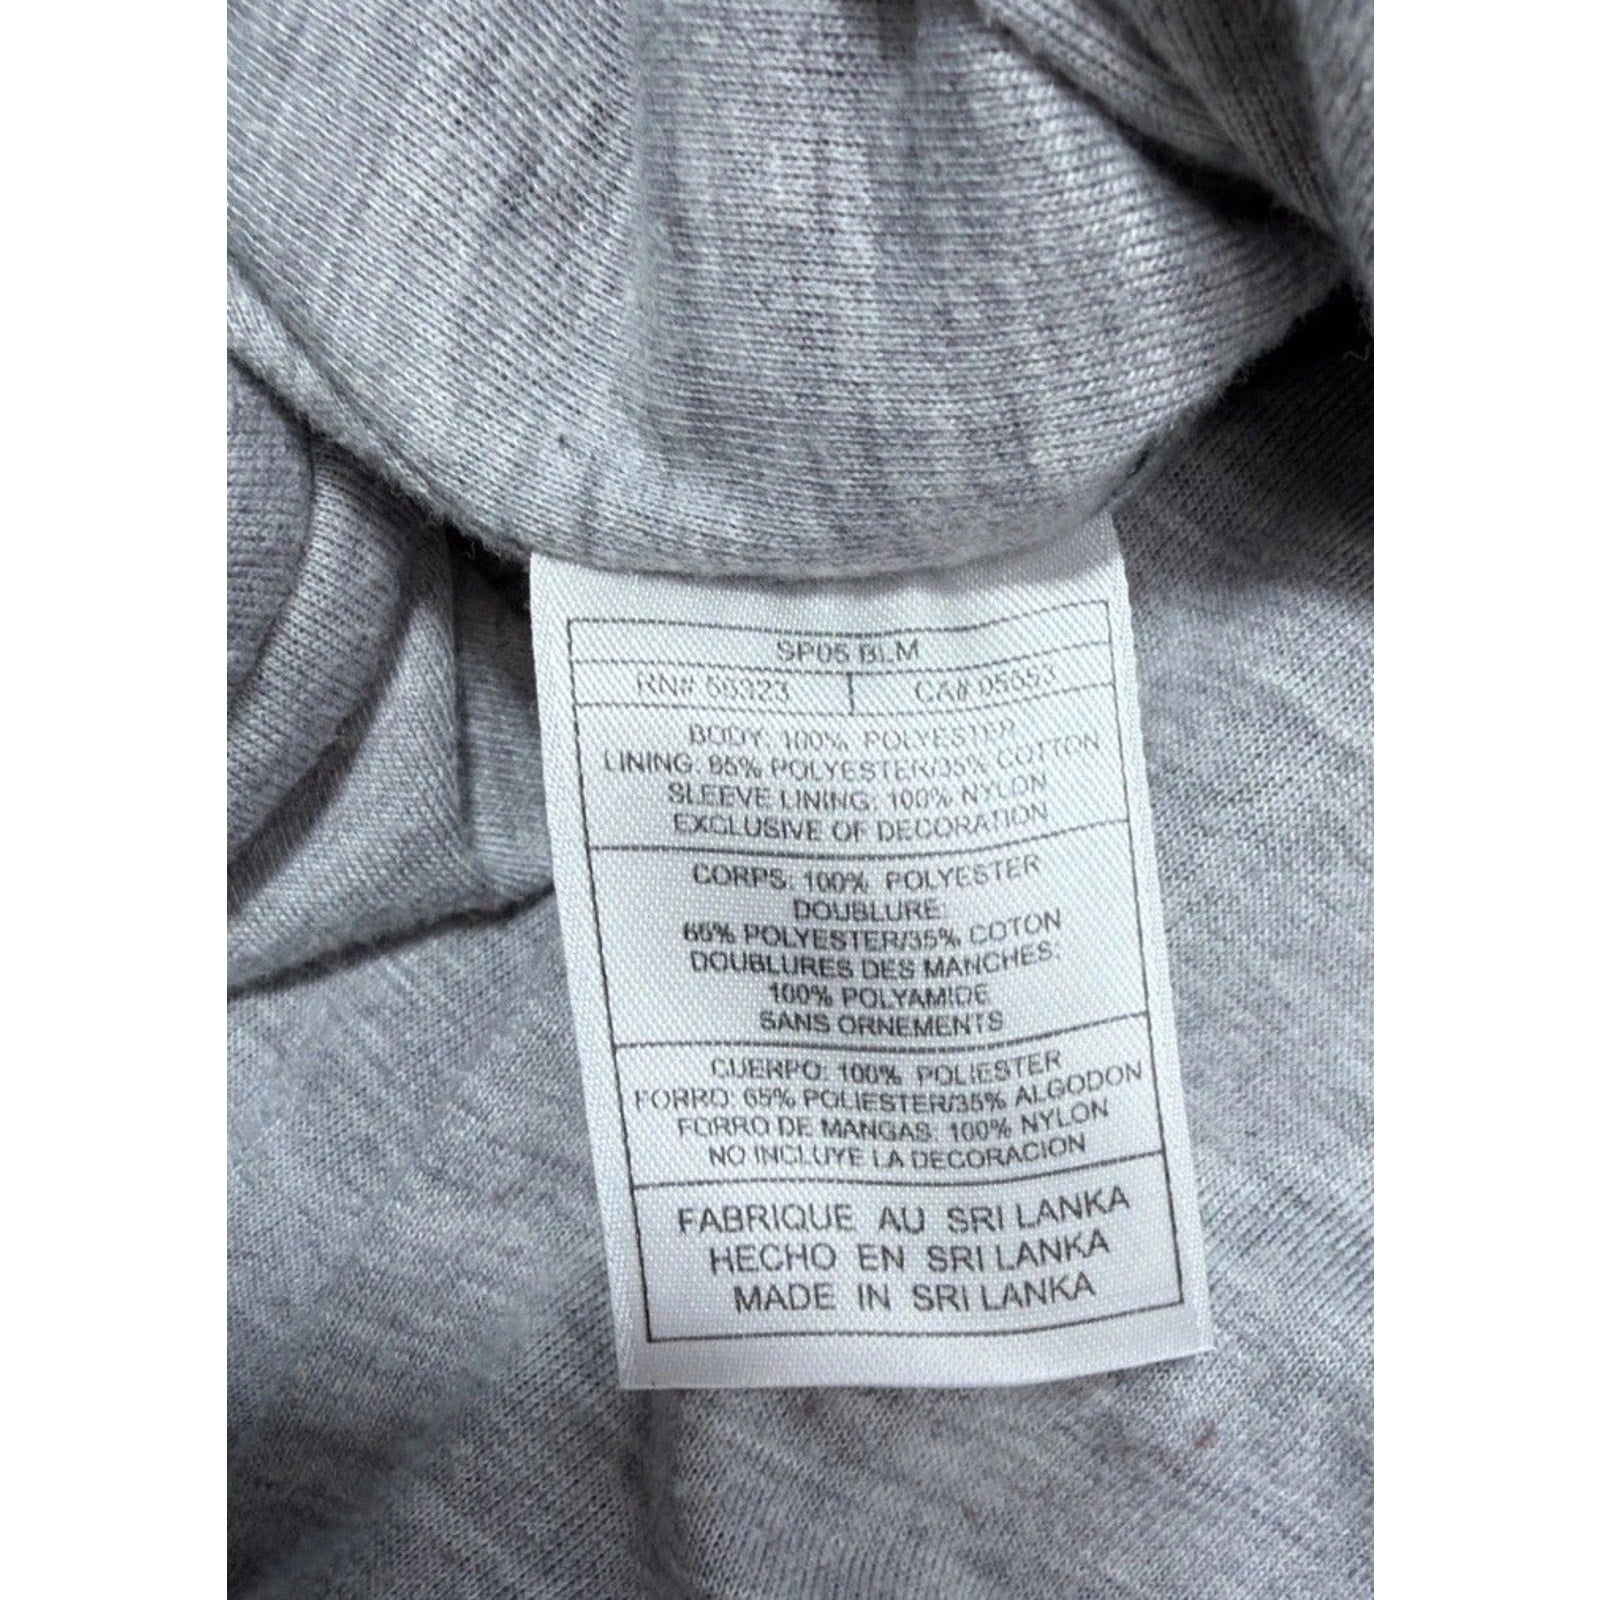 SP05 BLM
RN# 56323 CA# 05553
BODY: 100% POLYESTER
LINING: 65% POLYESTER/35% COTTON
SLEEVE LINING: 100% NYLON
EXCLUSIVE OF DECORATION
CORPS: 100% POLYESTER
DOUBLURE:
65% POLYESTER/35% COTON
DOUBLURES DES MANCHES:
100% POLYAMIDE
SANS ORNEMENTS
CUERPO: 100% POLIESTER
FORRO: 65% POLIESTER/35% ALGODON
FORRO DE MANGAS: 100% NYLON
NO INCLUYE LA DECORACION
FABRIQUE AU SRI LANKA
HECHO EN SRI LANKA
MADE IN SRI LANKA